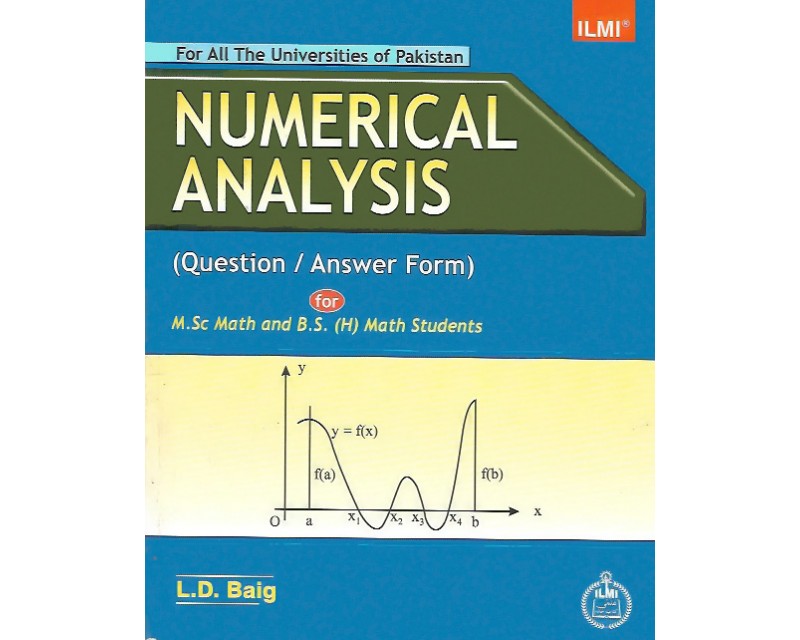 ILMI®
For All The Universities of Pakistan
NUMERICAL
ANALYSIS
(Question / Answer Form)
for
M.Sc Math and B.S. (H) Math Students
y
y = f(x)
f(a)
f(b)
O a x₁ x₂ x₃ x₄ b x
L.D. Baig
ILMI